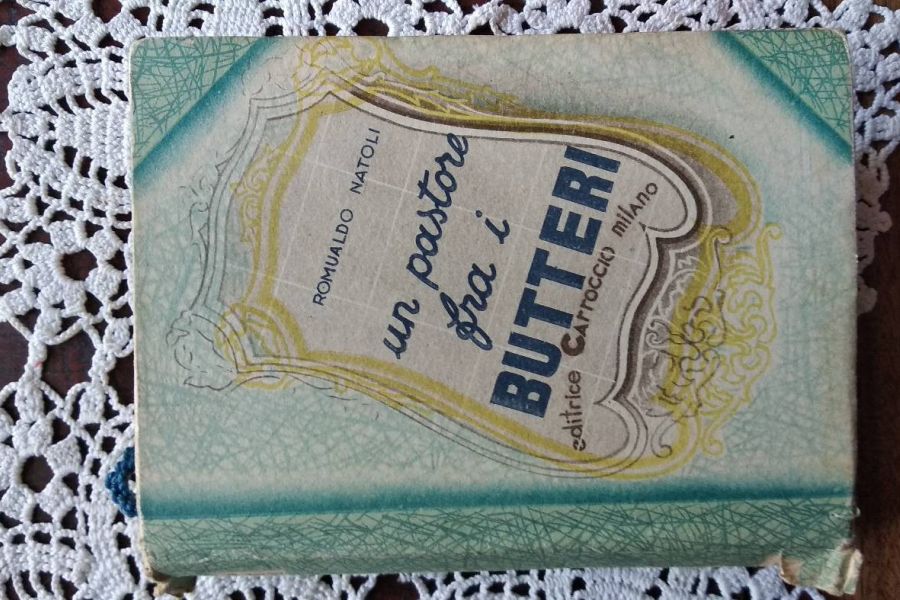 ROMUALDO NATOLI
un pastore
fra i
BUTTERI
editrice CARROCCIO milano